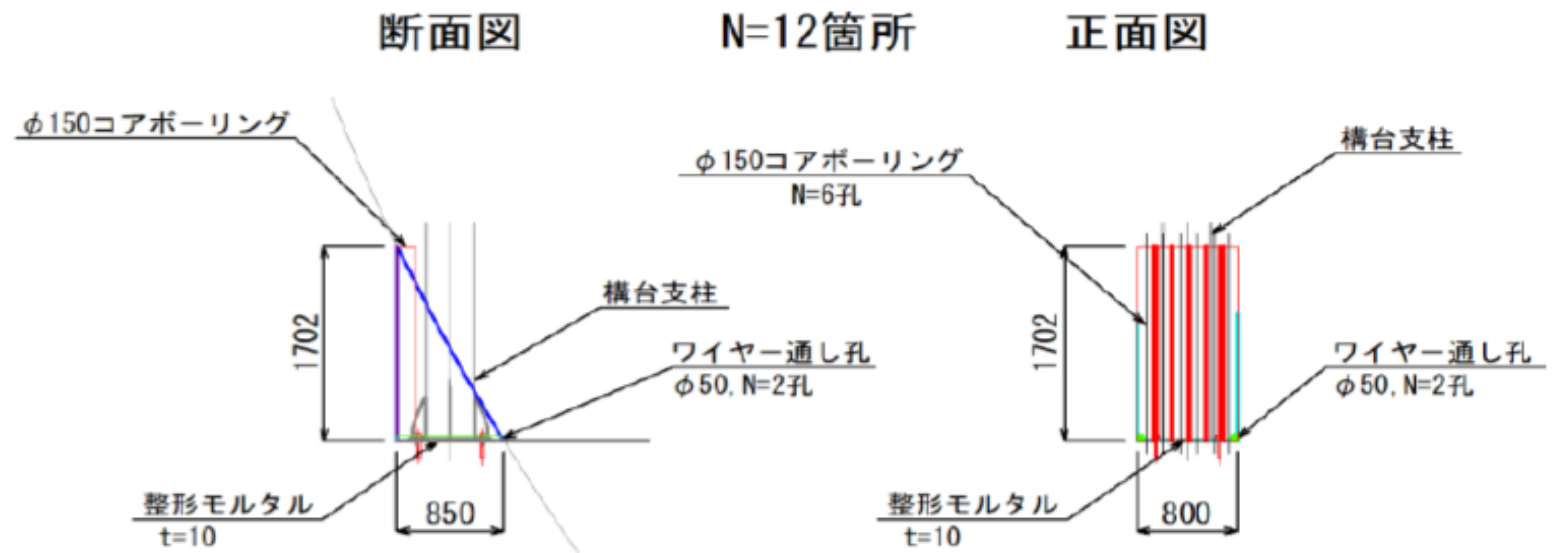 断面図
N=12箇所
正面図
φ150コアボーリング
構台支柱
φ150コアボーリング
N=6孔
1702
構台支柱
ワイヤー通し孔
φ50,N=2孔
1702
ワイヤー通し孔
φ50,N=2孔
整形モルタル
t=10
850
整形モルタル
t=10
800